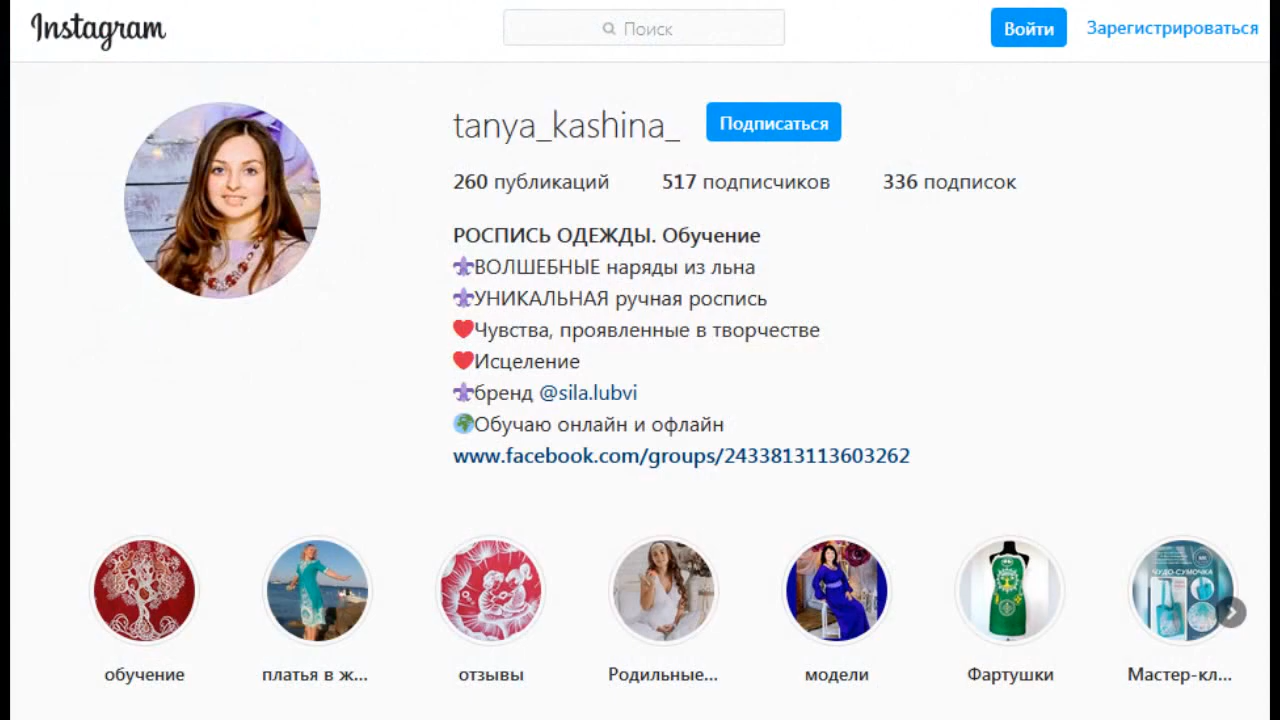 Instagram
Поиск
Войти
Зарегистрироваться
tanya_kashina_
Подписаться
260 публикаций 517 подписчиков 336 подписок
РОСПИСЬ ОДЕЖДЫ. Обучение
ВОЛШЕБНЫЕ наряды из льна
УНИКАЛЬНАЯ ручная роспись
Чувства, проявленные в творчестве
Исцеление
бренд @sila.lubvi
Обучаю онлайн и офлайн
www.facebook.com/groups/2433813113603262
ЧУДО-СУМОЧКА
обучение
платья в ж...
отзывы
Родильные...
модели
Фартушки
Мастер-кл...